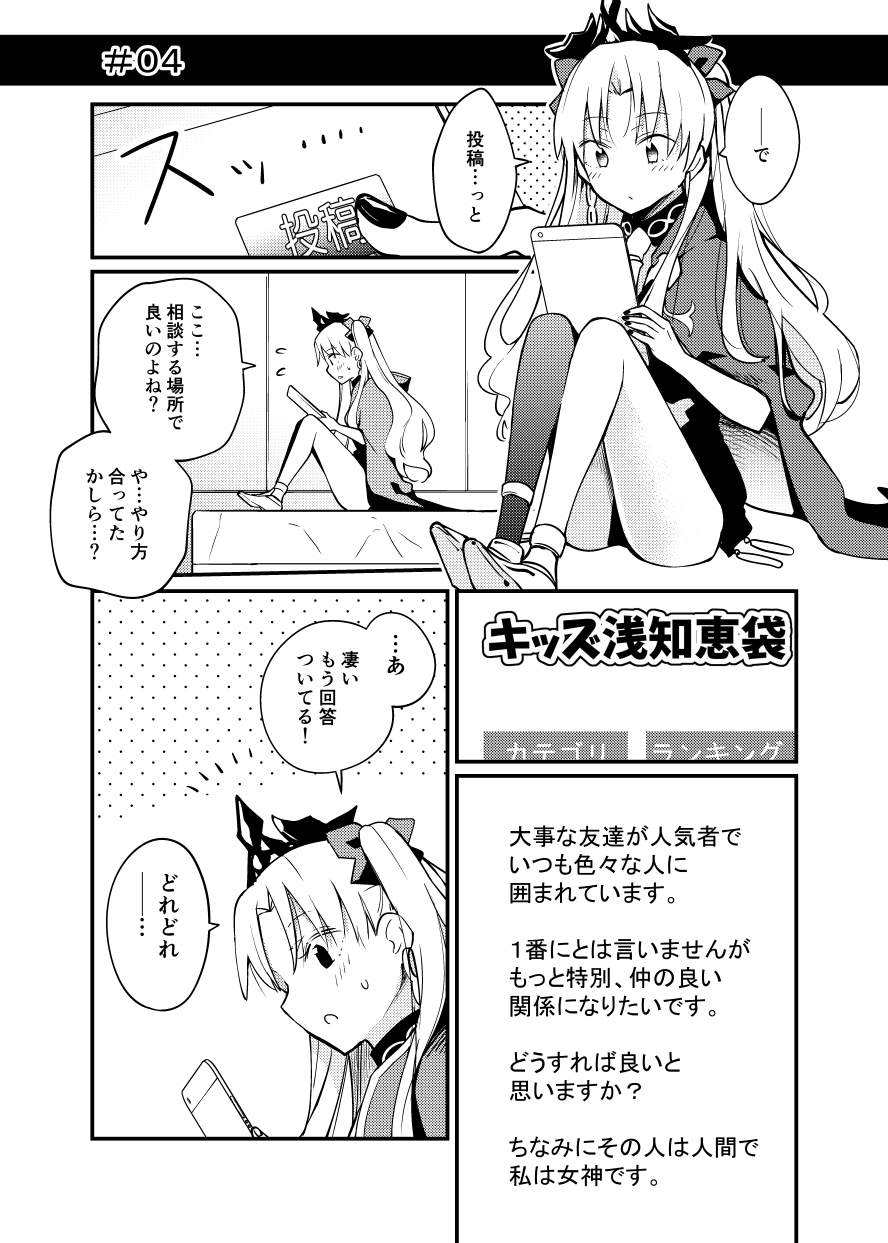 #04
――で
投稿…っと
投稿
スッ
ここ…
相談する場所で
良いのよね？
や…やり方
合ってた
かしら…？
キッズ浅知恵袋
カテゴリ
ランキング
大事な友達が人気者で
いつも色々な人に
囲まれています。
１番にとは言いませんが
もっと特別、仲の良い
関係になりたいです。
どうすれば良いと
思いますか？
ちなみにその人は人間で
私は女神です。
…あ
凄い
もう回答
ついてる！
どれどれ
――…